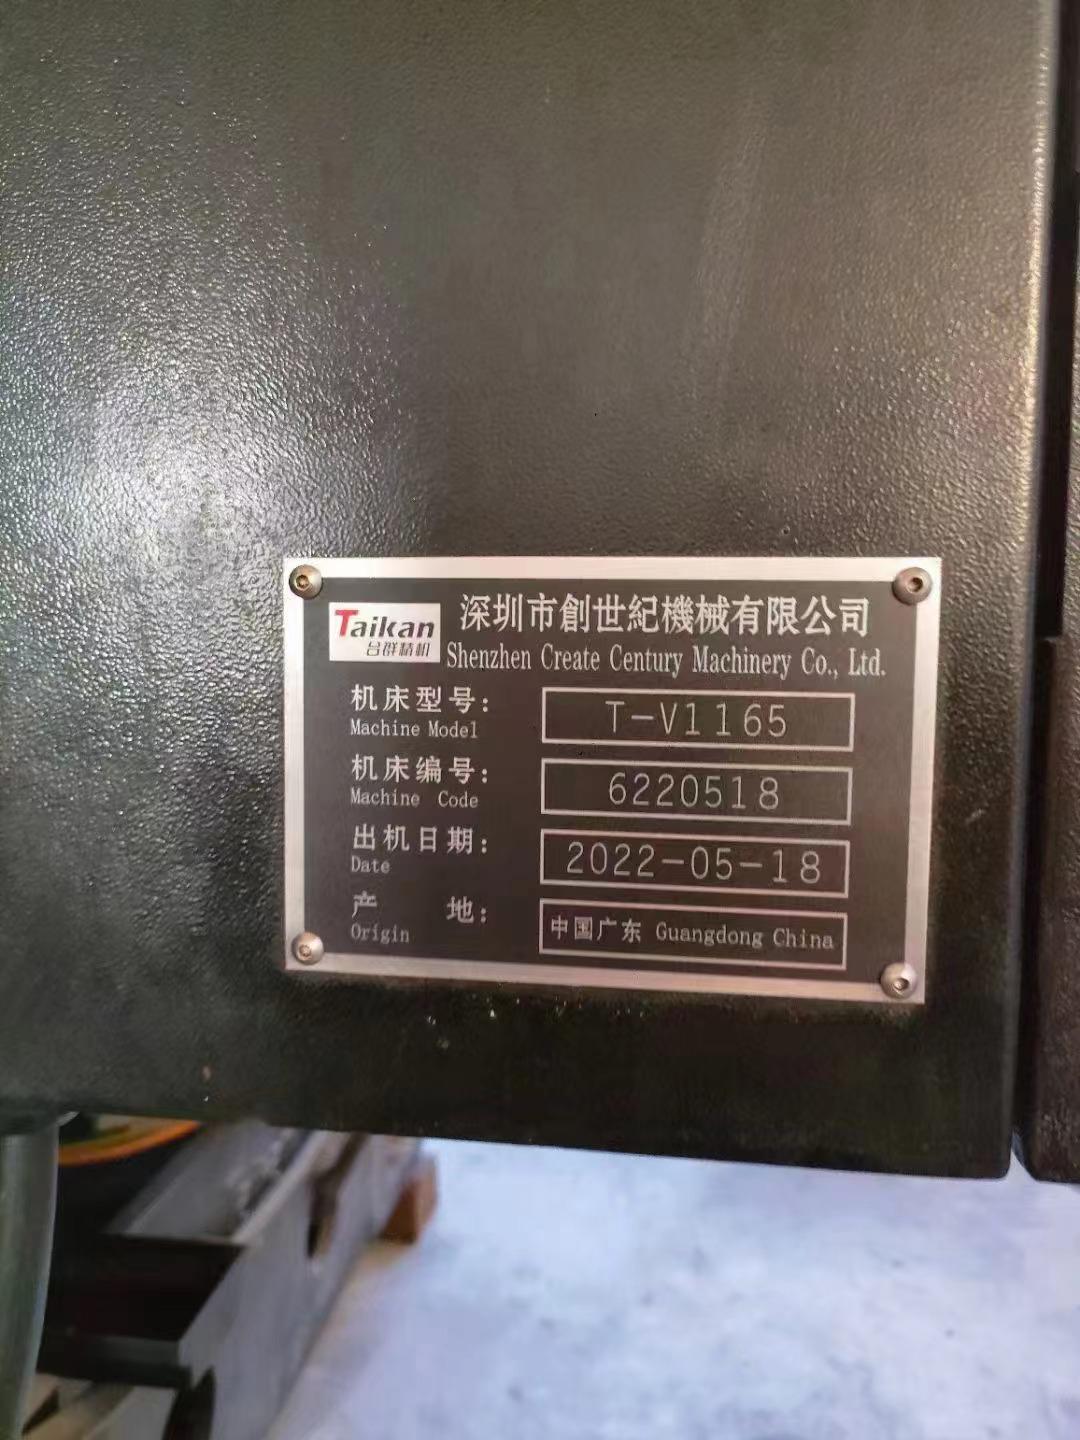 Taikan
台群精机
深圳市創世紀機械有限公司
Shenzhen Create Century Machinery Co., Ltd.
机床型号:
Machine Model
T-V1165
机床编号:
Machine Code
6220518
出机日期:
Date
2022-05-18
产 地:
Origin
中国广东 Guangdong China